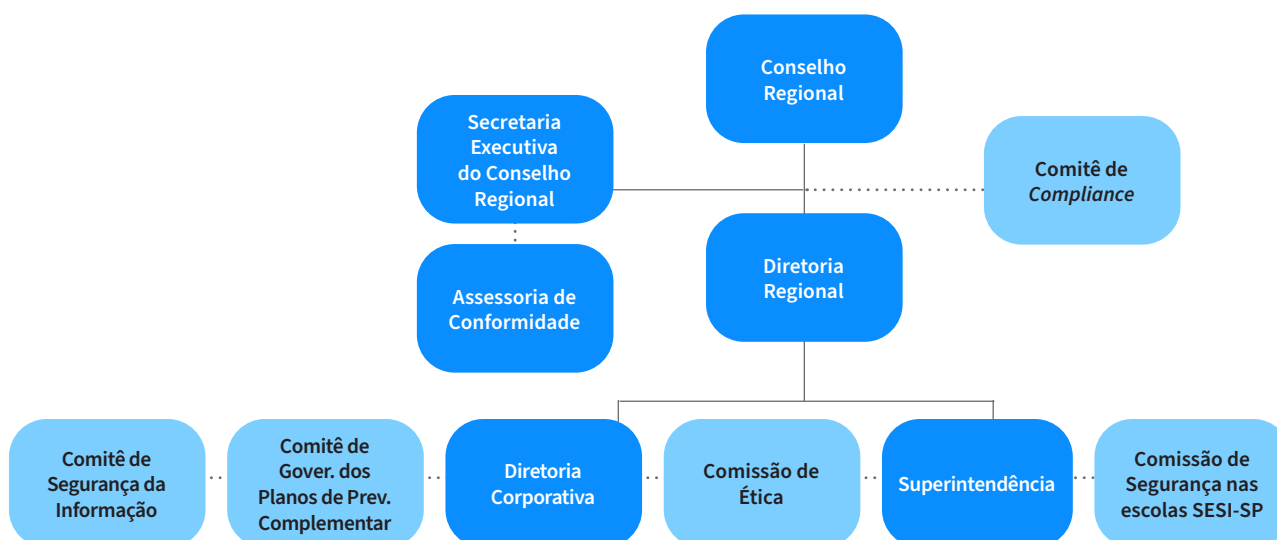 Conselho
Regional
Secretaria
Executiva
do Conselho
Regional
Comitê de
Compliance
Diretoria
Regional
Assessoria de
Conformidade
Comitê de
Segurança da
Informação
Comitê de
Gover. dos
Planos de Prev.
Complementar
Diretoria
Corporativa
Comissão de
Ética
Superintendência
Comissão de
Segurança nas
escolas SESI-SP